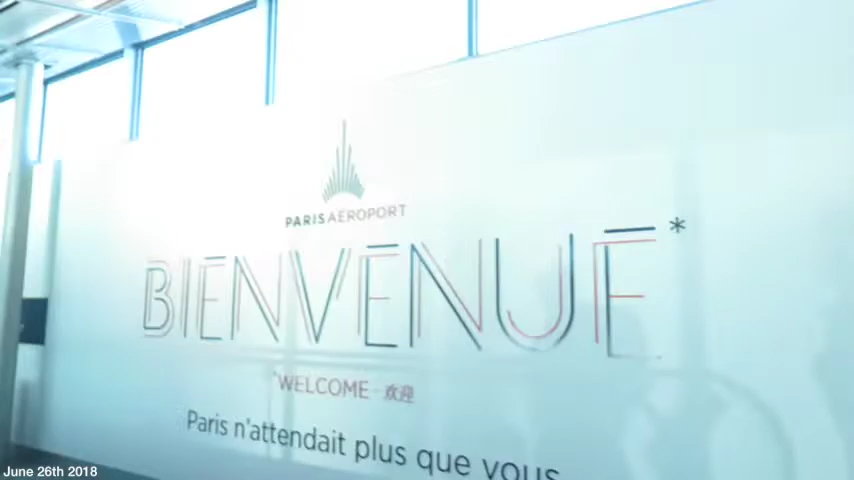 PARIS AEROPORT
BIENVENUE*
*WELCOME 欢迎
Paris n'attendait plus que vous
June 26th 2018